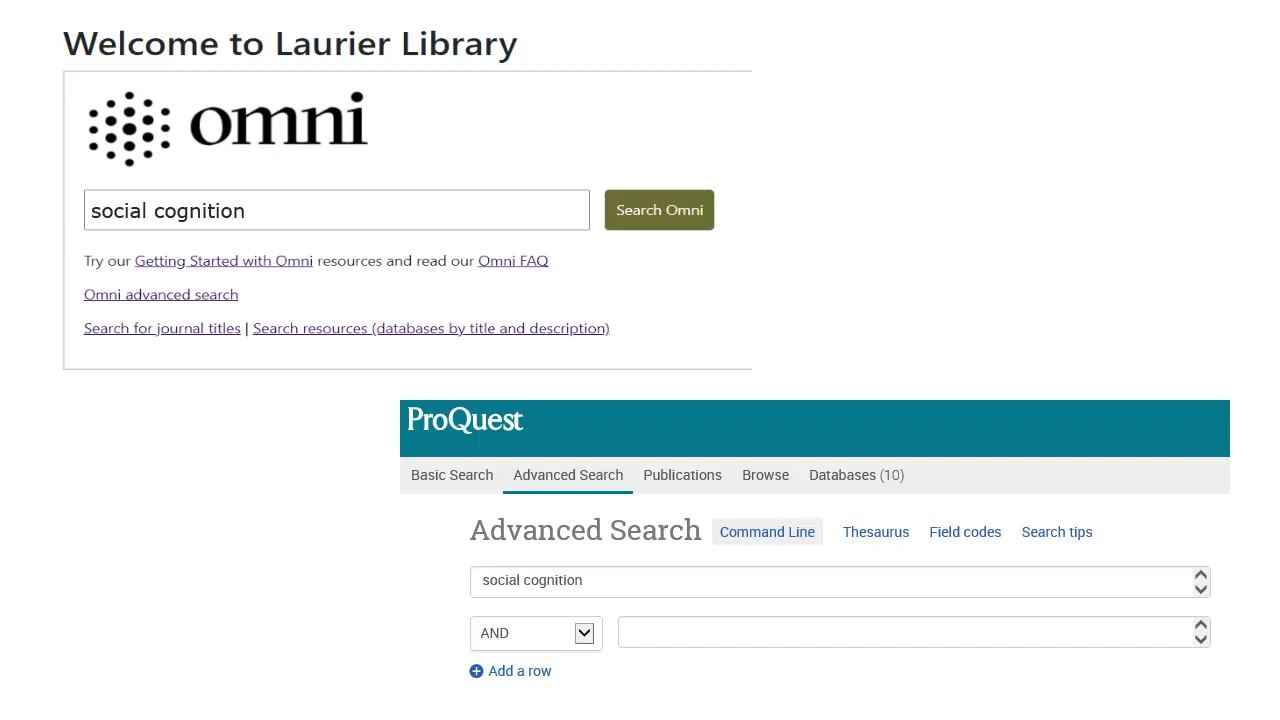 Welcome to Laurier Library
omni
social cognition
Search Omni
Try our Getting Started with Omni resources and read our Omni FAQ
Omni advanced search
Search for journal titles | Search resources (databases by title and description)
ProQuest
Basic Search Advanced Search Publications Browse Databases (10)
Advanced Search Command Line Thesaurus Field codes Search tips
social cognition
AND
Add a row